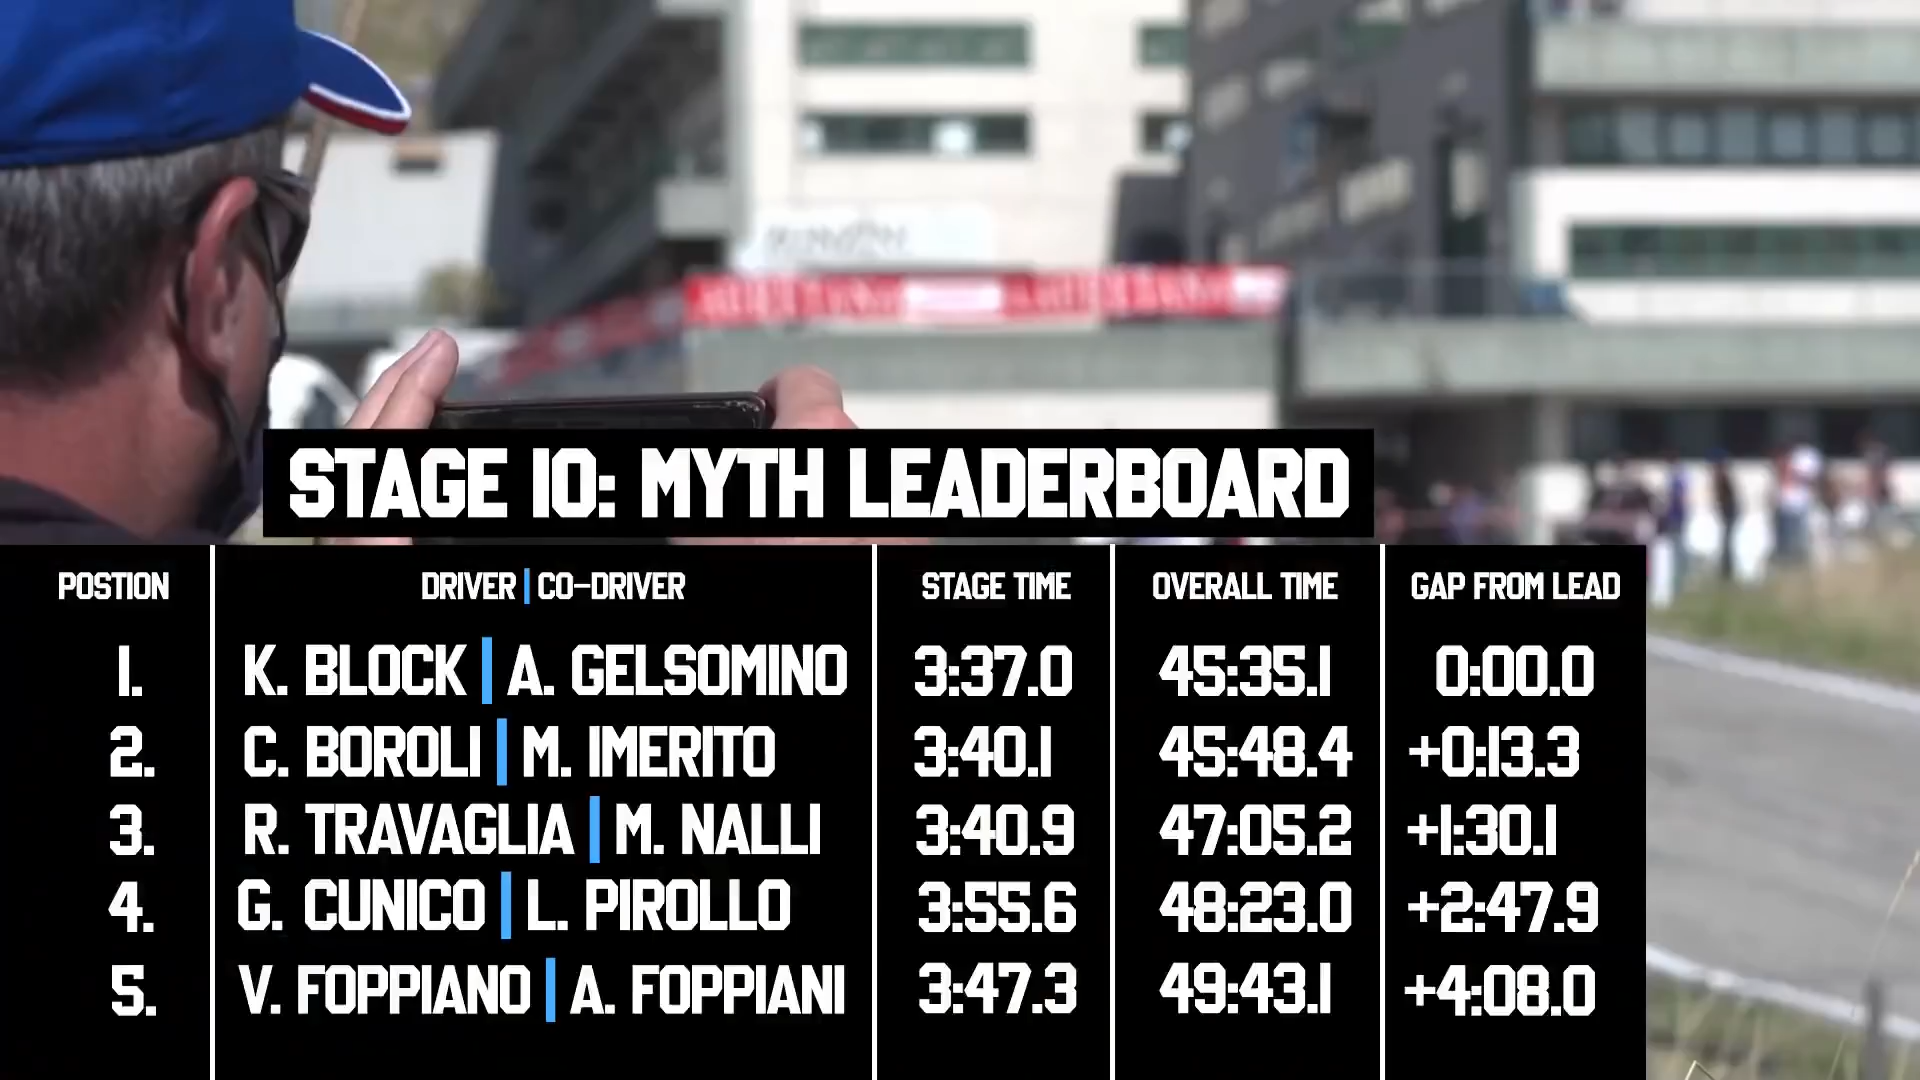 STAGE 10: MYTH LEADERBOARD
POSTION DRIVER | CO-DRIVER STAGE TIME OVERALL TIME GAP FROM LEAD
1. K. BLOCK | A. GELSOMINO 3:37.0 45:35.1 0:00.0
2. C. BOROLI | M. IMERITO 3:40.1 45:48.4 +0:13.3
3. R. TRAVAGLIA | M. NALLI 3:40.9 47:05.2 +1:30.1
4. G. CUNICO | L. PIROLLO 3:55.6 48:23.0 +2:47.9
5. V. FOPPIANO | A. FOPPIANI 3:47.3 49:43.1 +4:08.0